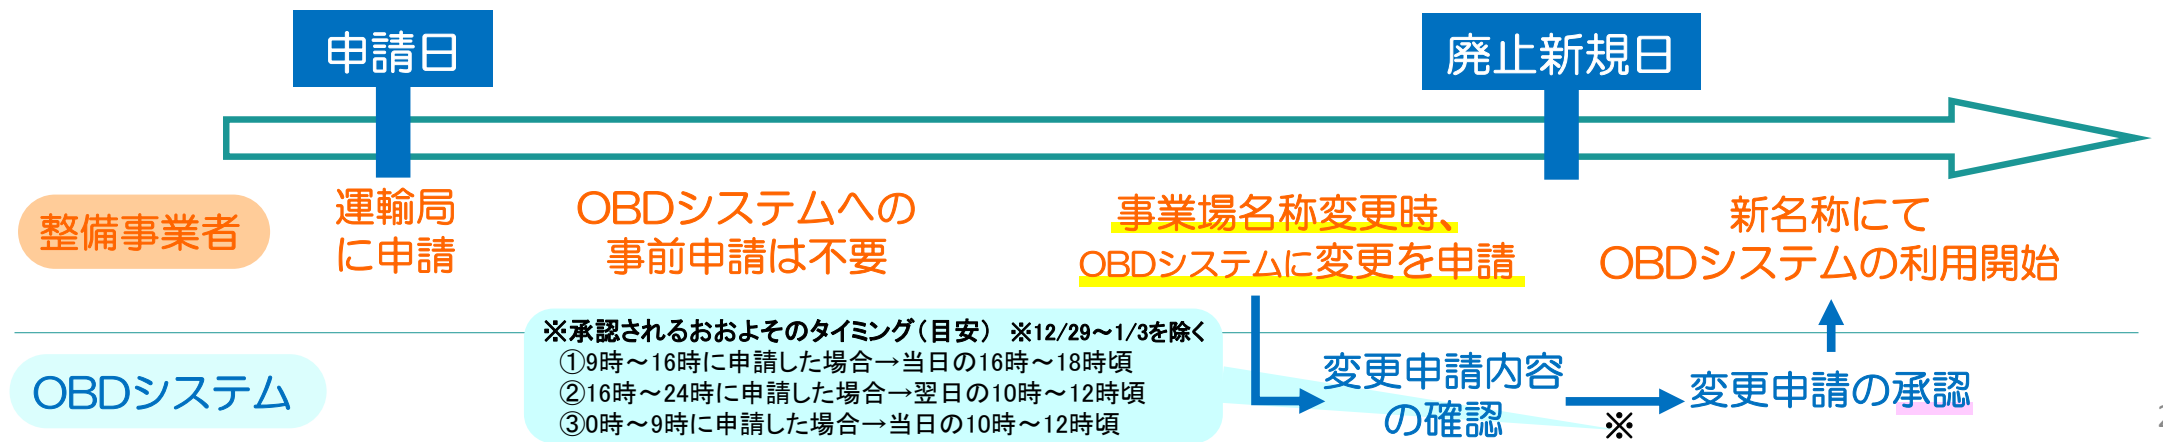 申請日
廃止新規日
整備事業者
運輸局
に申請
OBDシステムへの
事前申請は不要
事業場名称変更時、
OBDシステムに変更を申請
新名称にて
OBDシステムの利用開始
OBDシステム
※承認されるおおよそのタイミング（目安） ※12/29～1/3を除く
①9時～16時に申請した場合→当日の16時～18時頃
②16時～24時に申請した場合→翌日の10時～12時頃
③0時～9時に申請した場合→当日の10時～12時頃
変更申請内容
の確認
※
変更申請の承認